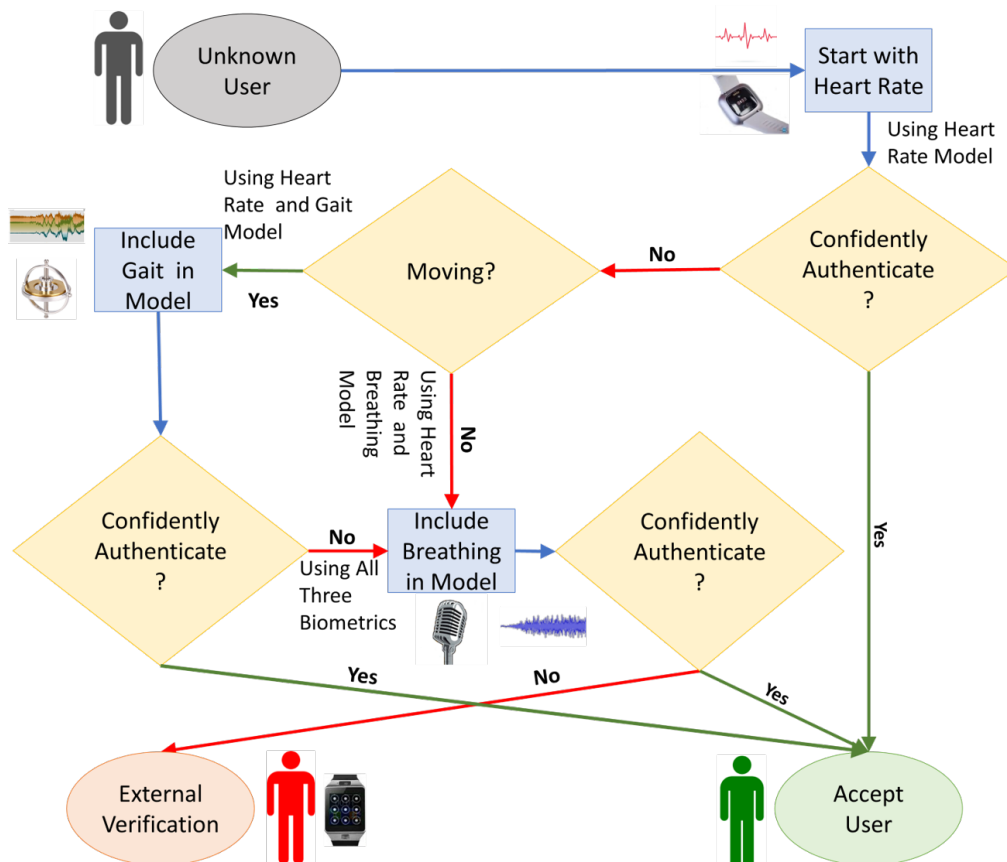 Unknown
User
Start with
Heart Rate
Using Heart
Rate Model
Using Heart
Rate and Gait
Model
Include
Gait in
Model
Yes
Moving?
No
Confidently
Authenticate
?
Using Heart
Rate and
Breathing
Model
No
Yes
Confidently
Authenticate
?
No
Using All
Three
Biometrics
Include
Breathing
in Model
Confidently
Authenticate
?
Yes
No
Yes
External
Verification
Accept
User